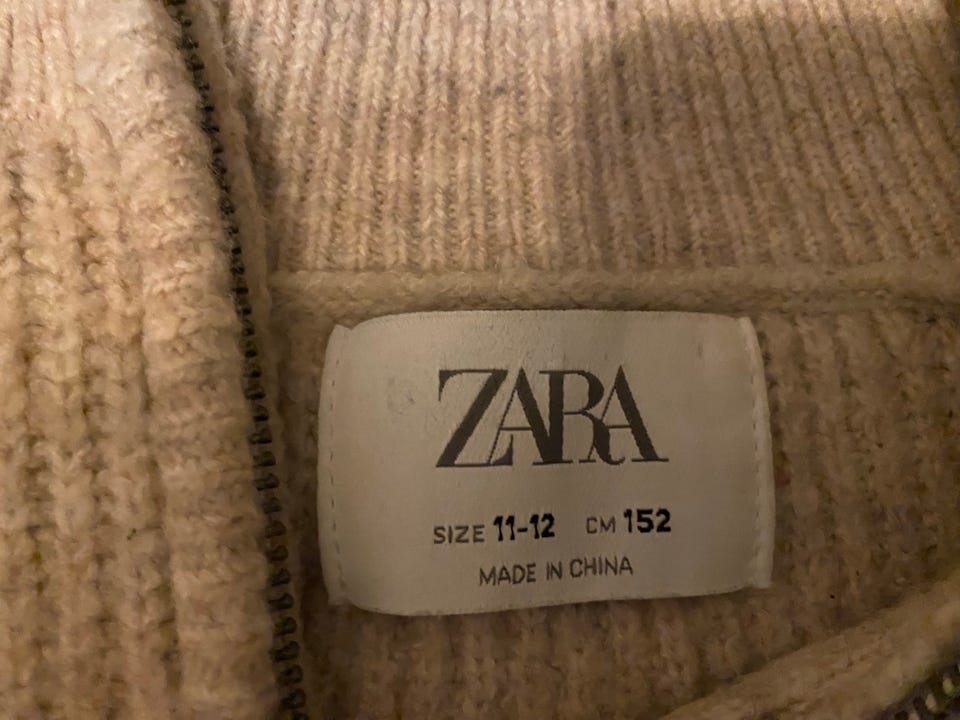 ZARA
SIZE 11-12 CM 152
MADE IN CHINA